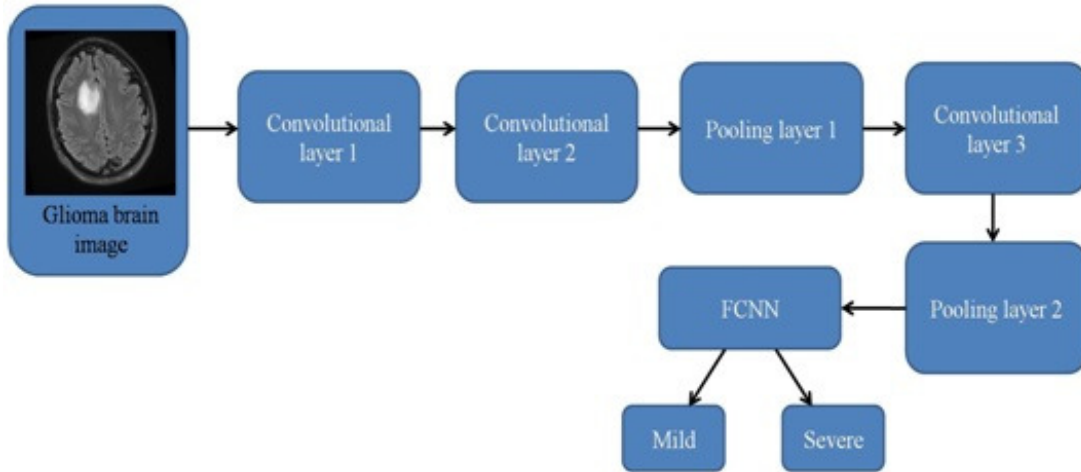 Glioma brain
image
Convolutional
layer 1
Convolutional
layer 2
Pooling layer 1
Convolutional
layer 3
Pooling layer 2
FCNN
Mild
Severe